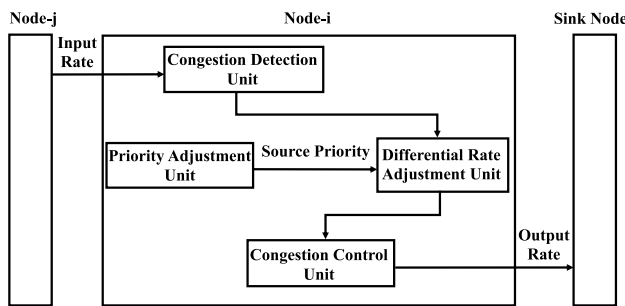 Node-j
Node-i
Sink Node
Input
Rate
Congestion Detection
Unit
Priority Adjustment
Unit
Source Priority
Differential Rate
Adjustment Unit
Congestion Control
Unit
Output
Rate